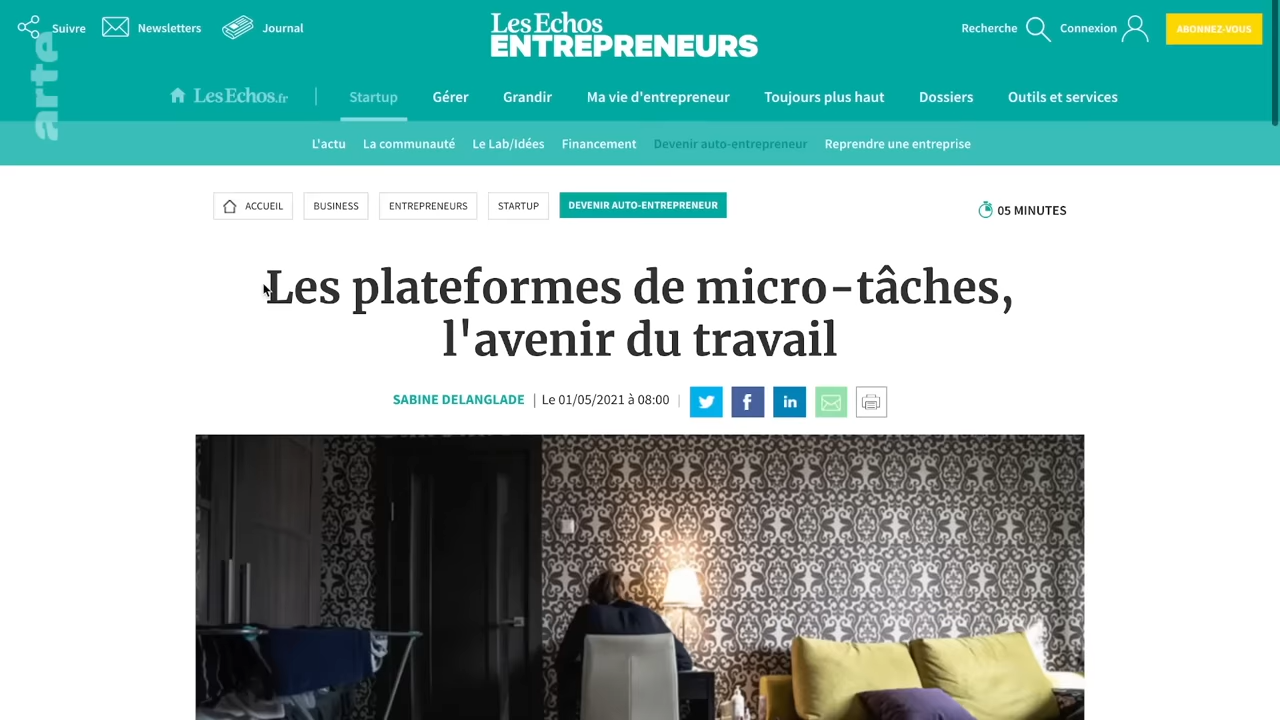 Suivre
Newsletters
Journal
Les Echos
ENTREPRENEURS
Recherche
Connexion
ABONNEZ-VOUS
arte
Les Echos.fr
Startup
Gérer
Grandir
Ma vie d'entrepreneur
Toujours plus haut
Dossiers
Outils et services
L'actu
La communauté
Le Lab/Idées
Financement
Devenir auto-entrepreneur
Reprendre une entreprise
ACCUEIL
BUSINESS
ENTREPRENEURS
STARTUP
DEVENIR AUTO-ENTREPRENEUR
05 MINUTES
Les plateformes de micro-tâches,
l'avenir du travail
SABINE DELANGLADE | Le 01/05/2021 à 08:00 |